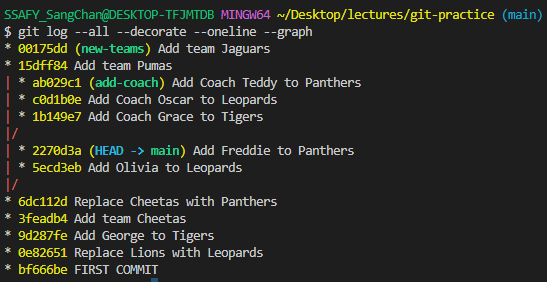 SSAFY_SangChan@DESKTOP-TFJMTDB MINGW64 ~/Desktop/lectures/git-practice (main)
$ git log --all --decorate --oneline --graph
* 00175dd (new-teams) Add team Jaguars
* 15dff84 Add team Pumas
| * ab029c1 (add-coach) Add Coach Teddy to Panthers
| * c0d1b0e Add Coach Oscar to Leopards
| * 1b149e7 Add Coach Grace to Tigers
|/
| * 2270d3a (HEAD -> main) Add Freddie to Panthers
| * 5ecd3eb Add Olivia to Leopards
|/
* 6dc112d Replace Cheetas with Panthers
* 3feadb4 Add team Cheetas
* 9d287fe Add George to Tigers
* 0e82651 Replace Lions with Leopards
* bf666be FIRST COMMIT